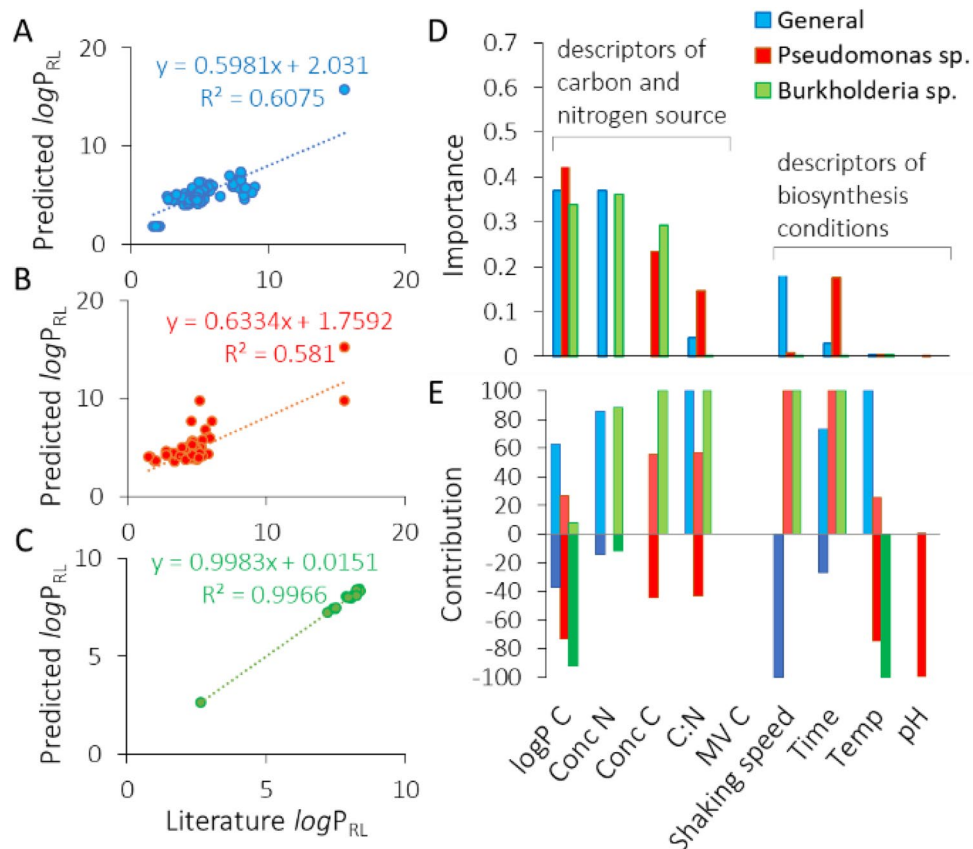 A
20
10
0
0
10
20
Predicted logPRL
y = 0.5981x + 2.031
R² = 0.6075
B
20
10
0
0
10
20
Predicted logPRL
y = 0.6334x + 1.7592
R² = 0.581
C
10
5
0
0
5
10
Predicted logPRL
y = 0.9983x + 0.0151
R² = 0.9966
Literature logPRL
D
General
Pseudomonas sp.
Burkholderia sp.
0.7
0.6
0.5
0.4
0.3
0.2
0.1
0
Importance
descriptors of
carbon and
nitrogen source
descriptors of
biosynthesis
conditions
E
100
80
60
40
20
0
-20
-40
-60
-80
-100
Contribution
logP C
Conc N
Conc C
C:N
MV C
Shaking speed
Time
Temp
pH